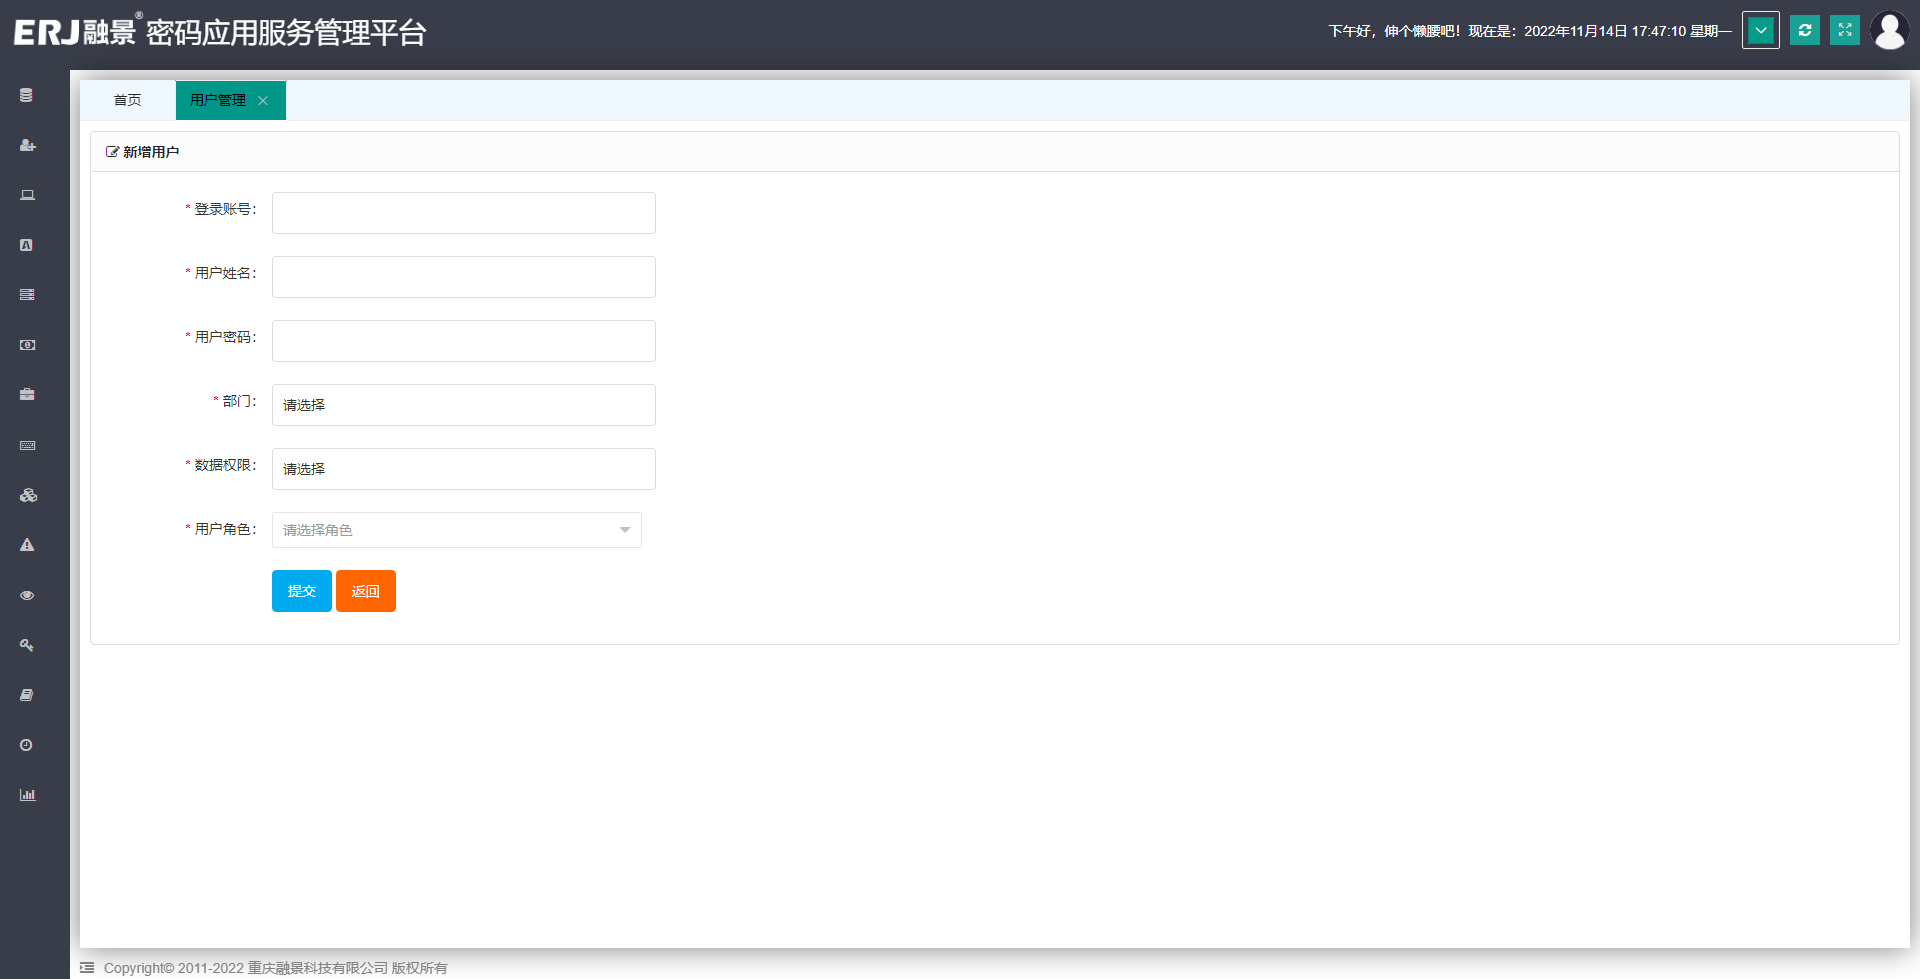 ERJ融景® 密码应用服务管理平台
下午好，伸个懒腰吧！现在是：2022年11月14日 17:47:10 星期一
首页
用户管理
新增用户
* 登录账号：
* 用户姓名：
* 用户密码：
* 部门： 请选择
* 数据权限： 请选择
* 用户角色： 请选择角色
提交 返回
Copyright© 2011-2022 重庆融景科技有限公司 版权所有